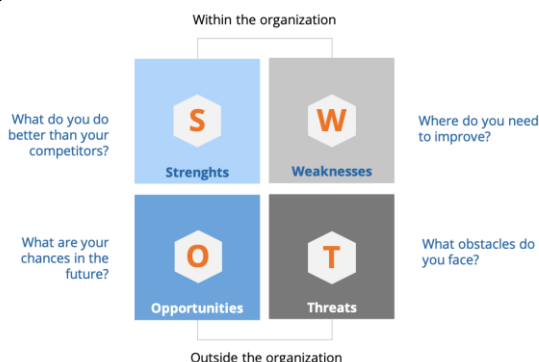 Within the organization
What do you do
better than your
competitors?
S
Strenghts
W
Weaknesses
Where do you need
to improve?
What are your
chances in the
future?
O
Opportunities
T
Threats
What obstacles do
you face?
Outside the organization